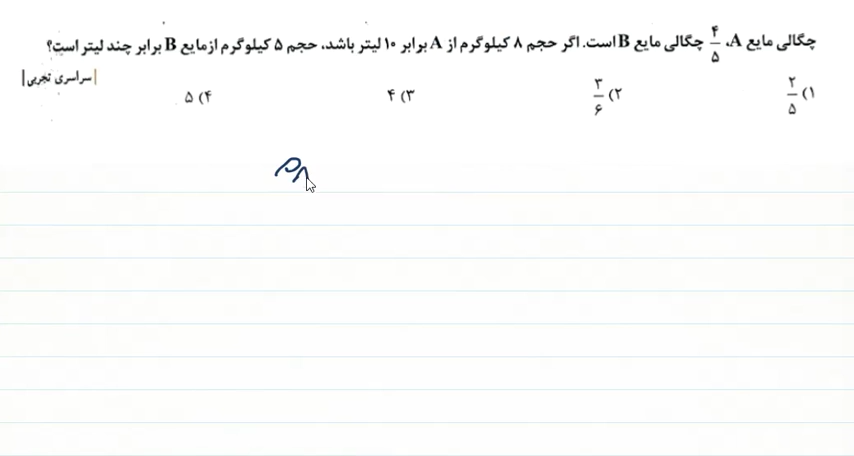 چگالی مایع A، ۴/۵ چگالی مایع B است. اگر حجم ۸ کیلوگرم از A برابر ۱۰ لیتر باشد، حجم ۵ کیلوگرم از مایع B برابر چند لیتر است؟
|سراسری تجربی|
۱) ۲/۵ ۲) ۳/۶ ۳) ۴ ۴) ۵